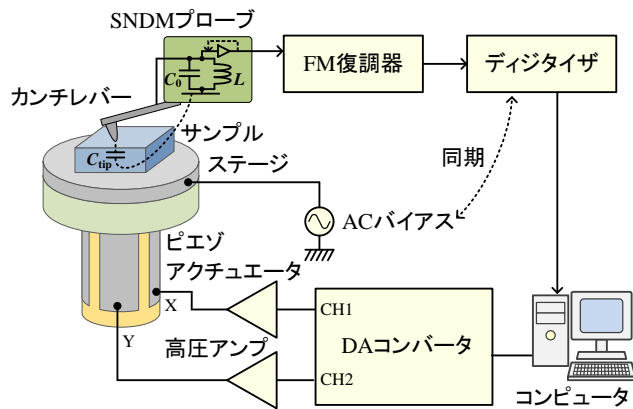 SNDMプローブ
C0
L
FM復調器
ディジタイザ
カンチレバー
サンプル
Ctip
ステージ
同期
ACバイアス
ピエゾ
アクチュエータ
X
Y
高圧アンプ
CH1
DAコンバータ
CH2
コンピュータ